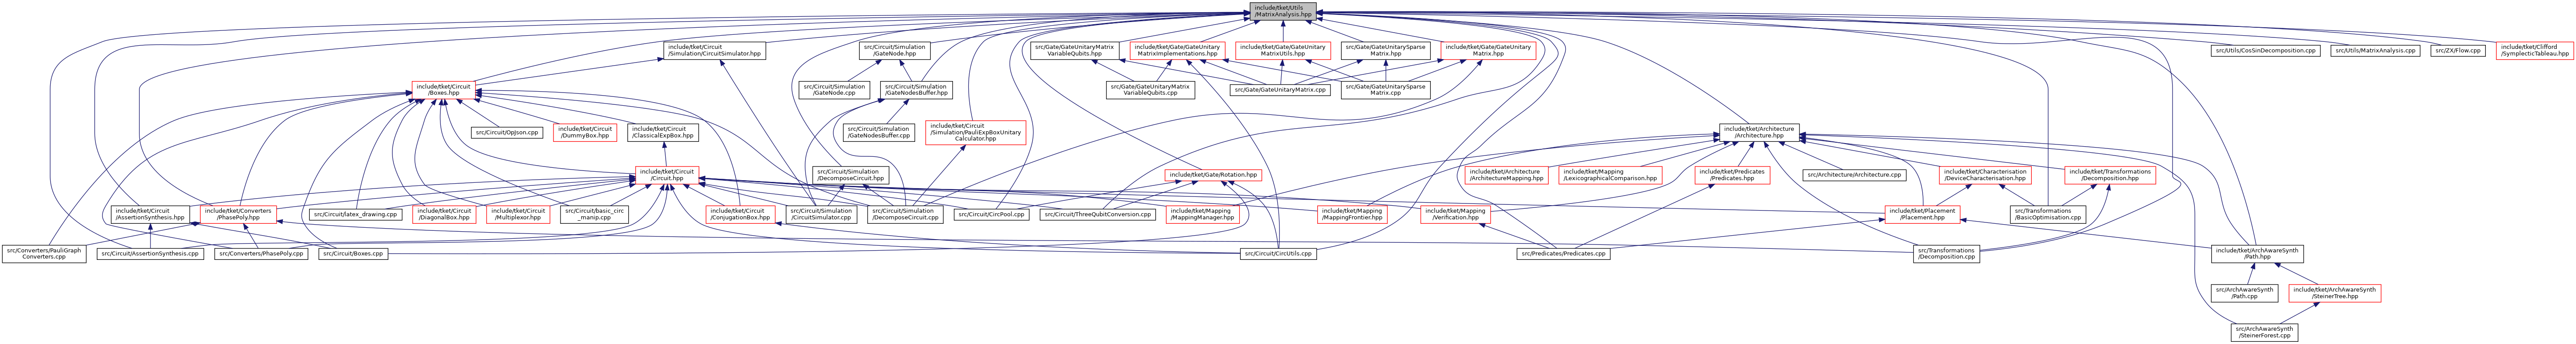 include/tket/Utils
/MatrixAnalysis.hpp
include/tket/Circuit
/Simulation/CircuitSimulator.hpp
src/Circuit/Simulation
/GateNode.hpp
src/Gate/GateUnitaryMatrix
VariableQubits.hpp
include/tket/Gate/GateUnitary
MatrixImplementations.hpp
include/tket/Gate/GateUnitary
MatrixUtils.hpp
src/Gate/GateUnitarySparse
Matrix.hpp
include/tket/Gate/GateUnitary
Matrix.hpp
src/Utils/CosSinDecomposition.cpp
src/Utils/MatrixAnalysis.cpp
src/ZX/Flow.cpp
include/tket/Clifford
/SymplecticTableau.hpp
include/tket/Circuit
/Boxes.hpp
src/Circuit/Simulation
/GateNode.cpp
src/Circuit/Simulation
/GateNodesBuffer.hpp
src/Gate/GateUnitaryMatrix
VariableQubits.cpp
src/Gate/GateUnitaryMatrix.cpp
src/Gate/GateUnitarySparse
Matrix.cpp
src/Circuit/OpJson.cpp
include/tket/Circuit
/DummyBox.hpp
include/tket/Circuit
/ClassicalExpBox.hpp
src/Circuit/Simulation
/GateNodesBuffer.cpp
include/tket/Circuit
/Simulation/PauliExpBoxUnitary
Calculator.hpp
include/tket/Architecture
/Architecture.hpp
include/tket/Circuit
/Circuit.hpp
src/Circuit/Simulation
/DecomposeCircuit.hpp
include/tket/Gate/Rotation.hpp
include/tket/Architecture
/ArchitectureMapping.hpp
include/tket/Mapping
/LexicographicalComparison.hpp
include/tket/Predicates
/Predicates.hpp
src/Architecture/Architecture.cpp
include/tket/Characterisation
/DeviceCharacterisation.hpp
include/tket/Transformations
/Decomposition.hpp
include/tket/Circuit
/AssertionSynthesis.hpp
include/tket/Converters
/PhasePoly.hpp
src/Circuit/latex_drawing.cpp
include/tket/Circuit
/DiagonalBox.hpp
include/tket/Circuit
/Multiplexor.hpp
src/Circuit/basic_circ
_manip.cpp
include/tket/Circuit
/ConjugationBox.hpp
src/Circuit/Simulation
/CircuitSimulator.cpp
src/Circuit/Simulation
/DecomposeCircuit.cpp
src/Circuit/CircPool.cpp
src/Circuit/ThreeQubitConversion.cpp
include/tket/Mapping
/MappingManager.hpp
include/tket/Mapping
/MappingFrontier.hpp
include/tket/Mapping
/Verification.hpp
include/tket/Placement
/Placement.hpp
src/Transformations
/BasicOptimisation.cpp
src/Converters/PauliGraph
Converters.cpp
src/Circuit/AssertionSynthesis.cpp
src/Converters/PhasePoly.cpp
src/Circuit/Boxes.cpp
src/Circuit/CircUtils.cpp
src/Predicates/Predicates.cpp
src/Transformations
/Decomposition.cpp
include/tket/ArchAwareSynth
/Path.hpp
src/ArchAwareSynth
/Path.cpp
include/tket/ArchAwareSynth
/SteinerTree.hpp
src/ArchAwareSynth
/SteinerForest.cpp